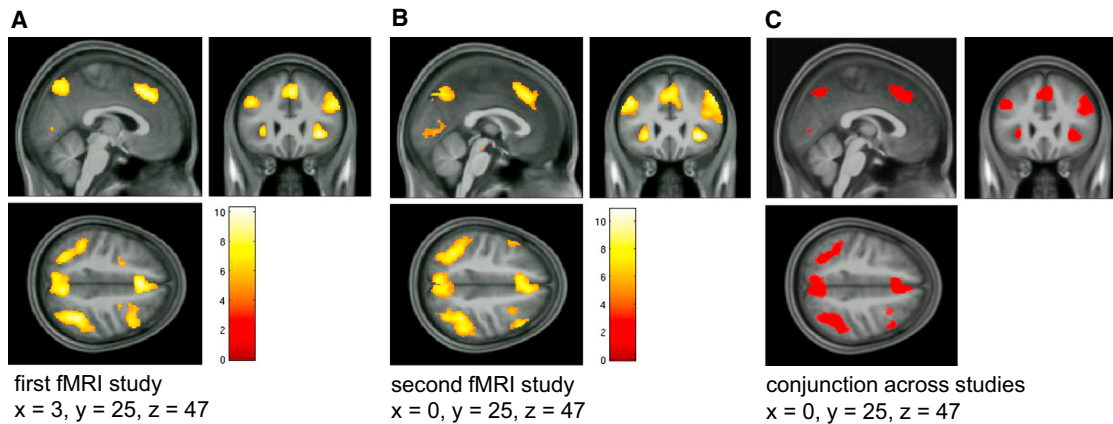 A
B
C
10
8
6
4
2
0
10
8
6
4
2
0
first fMRI study
x = 3, y = 25, z = 47
second fMRI study
x = 0, y = 25, z = 47
conjunction across studies
x = 0, y = 25, z = 47